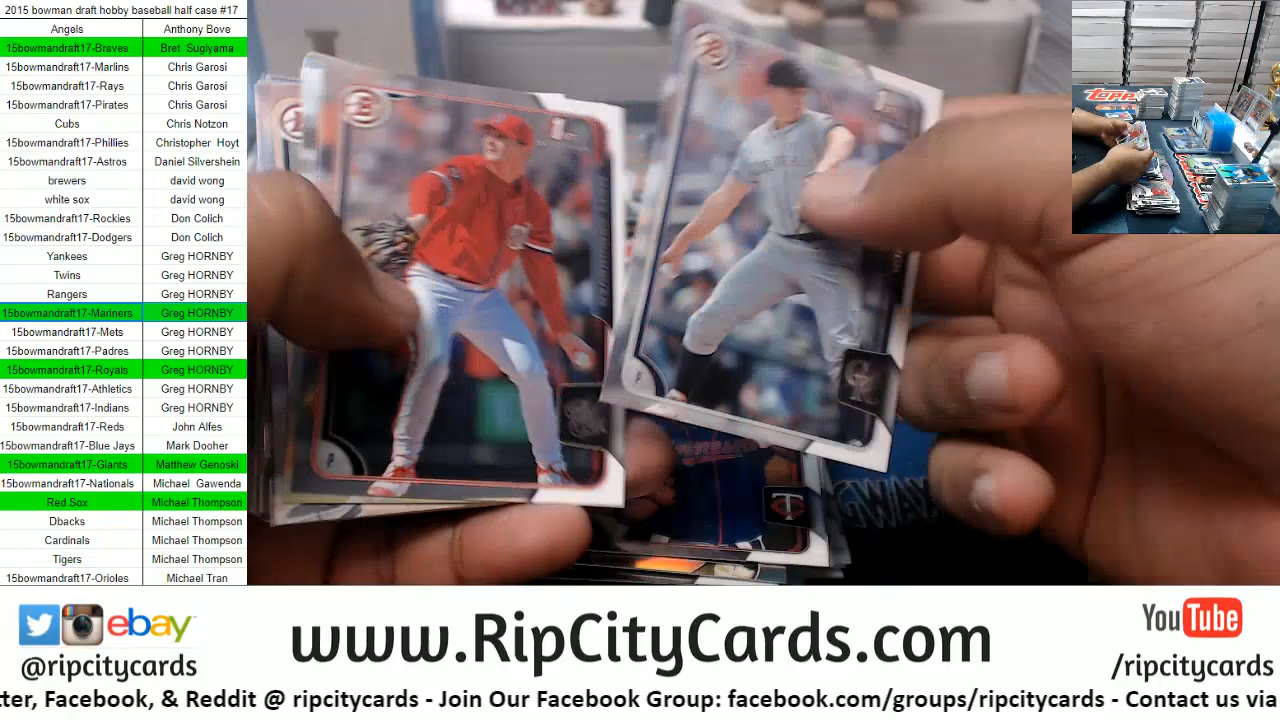 2015 bowman draft hobby baseball half case #17
Angels Anthony Bove
15bowmandraft17-Braves Bret Sugiyama
15bowmandraft17-Marlins Chris Garosi
15bowmandraft17-Rays Chris Garosi
15bowmandraft17-Pirates Chris Garosi
Cubs Chris Notzon
15bowmandraft17-Phillies Christopher Hoyt
15bowmandraft17-Astros Daniel Silvershein
brewers david wong
white sox david wong
15bowmandraft17-Rockies Don Colich
15bowmandraft17-Dodgers Don Colich
Yankees Greg HORNBY
Twins Greg HORNBY
Rangers Greg HORNBY
15bowmandraft17-Mariners Greg HORNBY
15bowmandraft17-Mets Greg HORNBY
15bowmandraft17-Padres Greg HORNBY
15bowmandraft17-Royals Greg HORNBY
15bowmandraft17-Athletics Greg HORNBY
15bowmandraft17-Indians Greg HORNBY
15bowmandraft17-Reds John Alfes
15bowmandraft17-Blue Jays Mark Dooher
15bowmandraft17-Giants Matthew Genoski
15bowmandraft17-Nationals Michael Gawenda
Red Sox Michael Thompson
Dbacks Michael Thompson
Cardinals Michael Thompson
Tigers Michael Thompson
15bowmandraft17-Orioles Michael Tran
TOPPS
ebay
@ripcitycards
www.RipCityCards.com
YouTube
/ripcitycards
tter, Facebook, & Reddit @ ripcitycards - Join Our Facebook Group: facebook.com/groups/ripcitycards - Contact us via